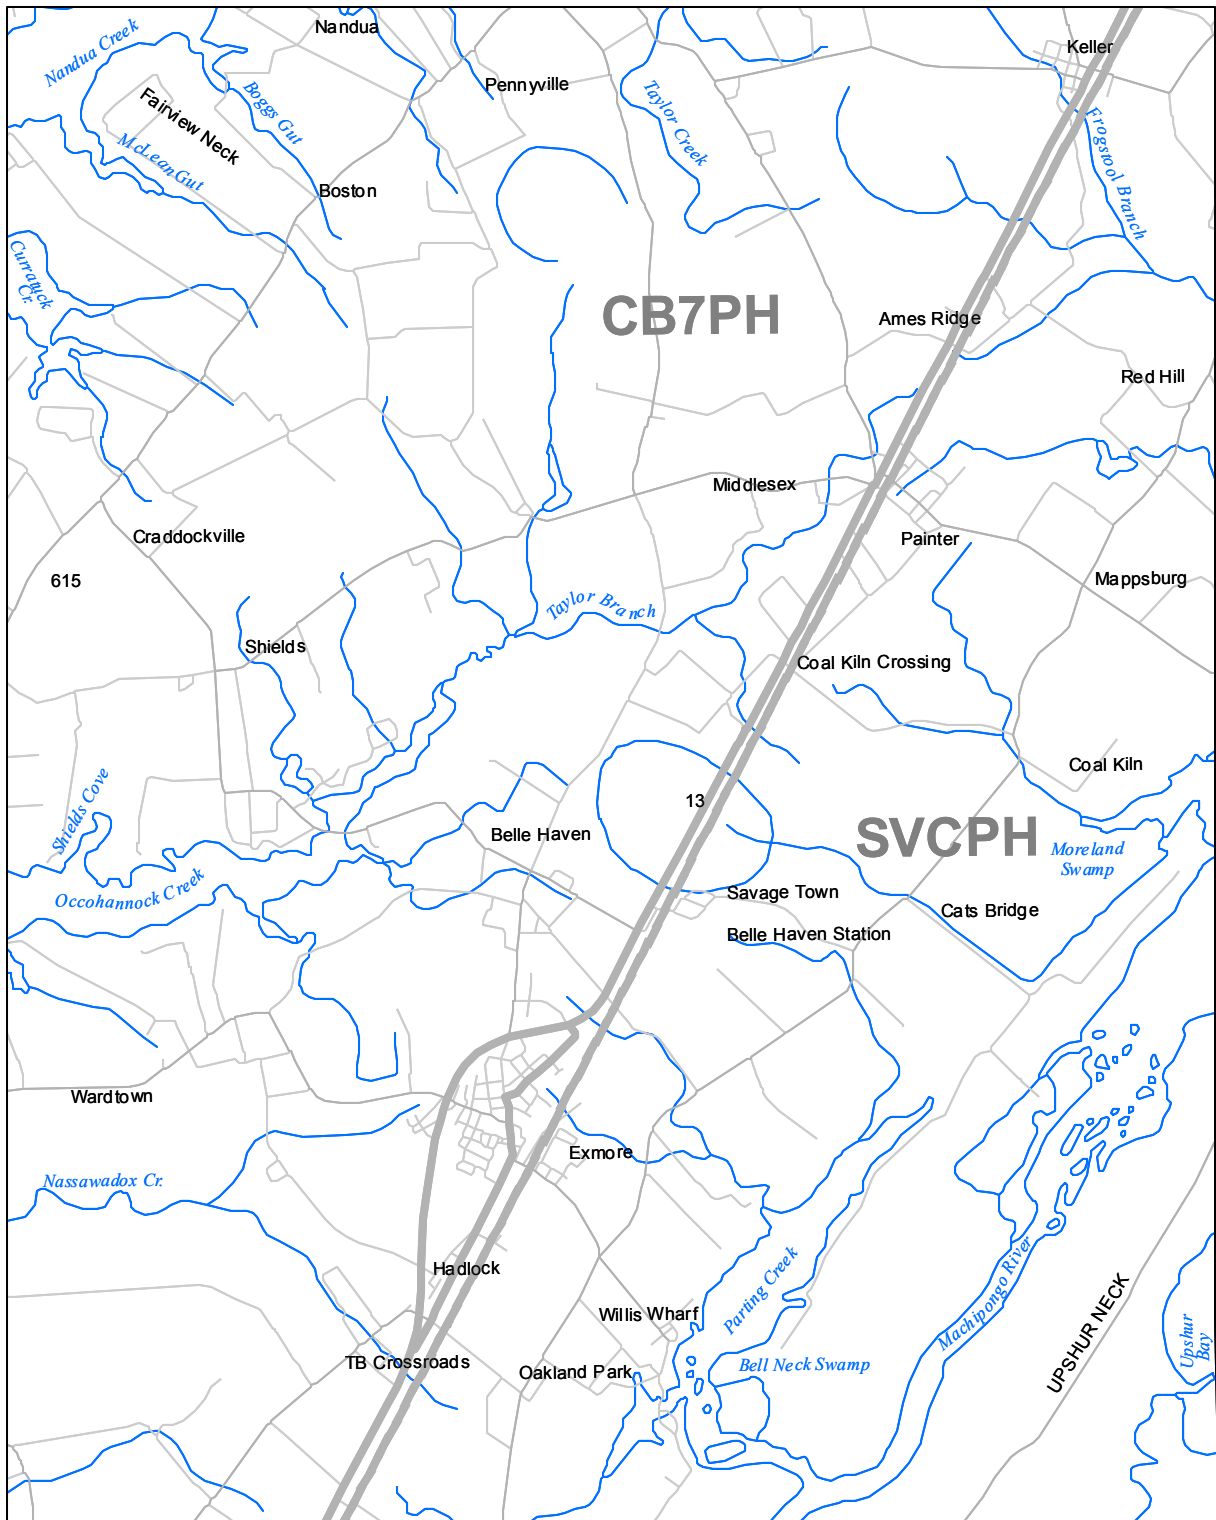 Nandua
Keller
Nandua Creek
Pennyville
Boggs Gut
Taylor Creek
Fairview Neck
Frogstool Branch
McLean Gut
Boston
Curratuck
Cr.
CB7PH
Ames Ridge
Red Hill
Middlesex
Craddockville
Painter
615
Mappsburg
Taylor Branch
Shields
Coal Kiln Crossing
Coal Kiln
Shields Cove
13
Belle Haven
SVCPH
Moreland
Swamp
Occohannock Creek
Savage Town
Cats Bridge
Belle Haven Station
Wardtown
Exmore
Nassawadox Cr.
Hadlock
Parting Creek
Machipongo River
UPSHUR NECK
Upshur
Bay
Willis Wharf
TB Crossroads
Oakland Park
Bell Neck Swamp